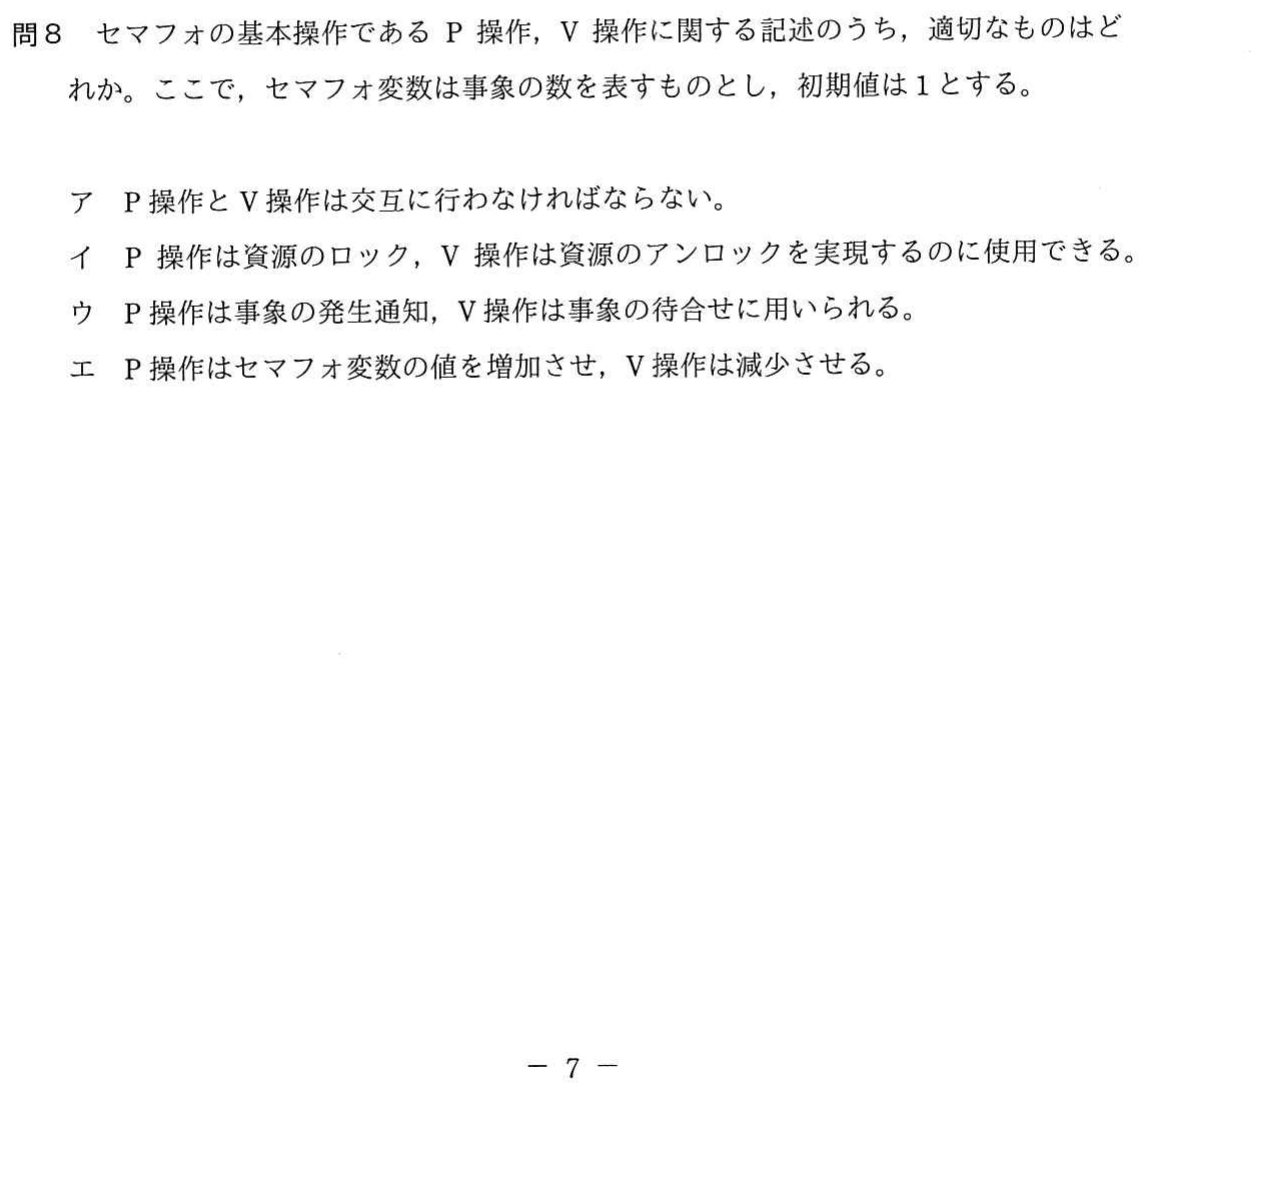 問8 セマフォの基本操作である P 操作，V 操作に関する記述のうち，適切なものはど
れか。ここで，セマフォ変数は事象の数を表すものとし，初期値は1とする。
ア P操作とV操作は交互に行わなければならない。
イ P 操作は資源のロック，V 操作は資源のアンロックを実現するのに使用できる。
ウ P操作は事象の発生通知，V操作は事象の待合せに用いられる。
エ P操作はセマフォ変数の値を増加させ，V操作は減少させる。
― 7 ―